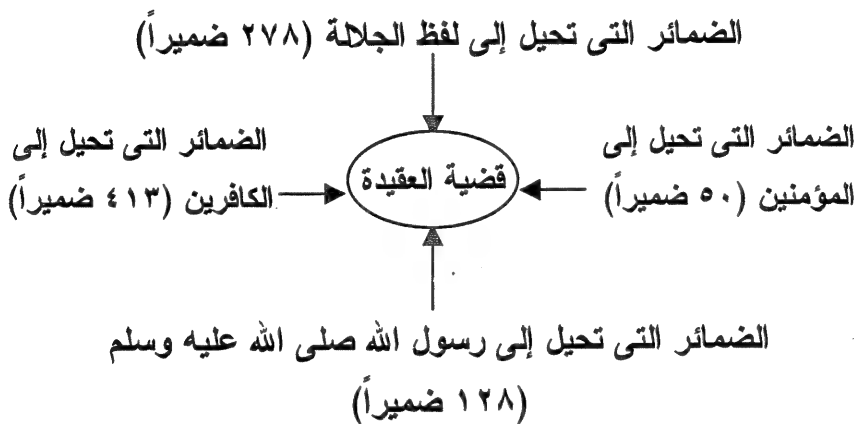 الضمائر التى تحيل إلى لفظ الجلالة (٢٧٨ ضميراً)
الضمائر التى تحيل إلى
المؤمنين (٥٠ ضميراً)
قضية العقيدة
الضمائر التى تحيل إلى
الكافرين (٤١٣ ضميراً)
الضمائر التى تحيل إلى رسول الله صلى الله عليه وسلم
(١٢٨ ضميراً)